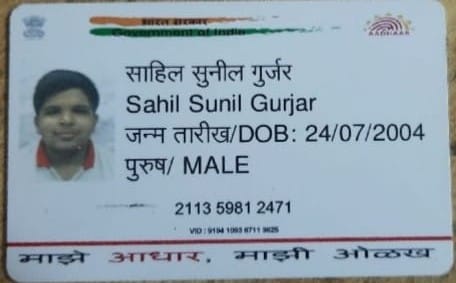 भारत सरकार
Government of India
AADHAAR
साहिल सुनील गुर्जर
Sahil Sunil Gurjar
जन्म तारीख/DOB: 24/07/2004
पुरुष/ MALE
2113 5981 2471
VID : 9194 1093 6711 9625
माझे आधार, माझी ओळख